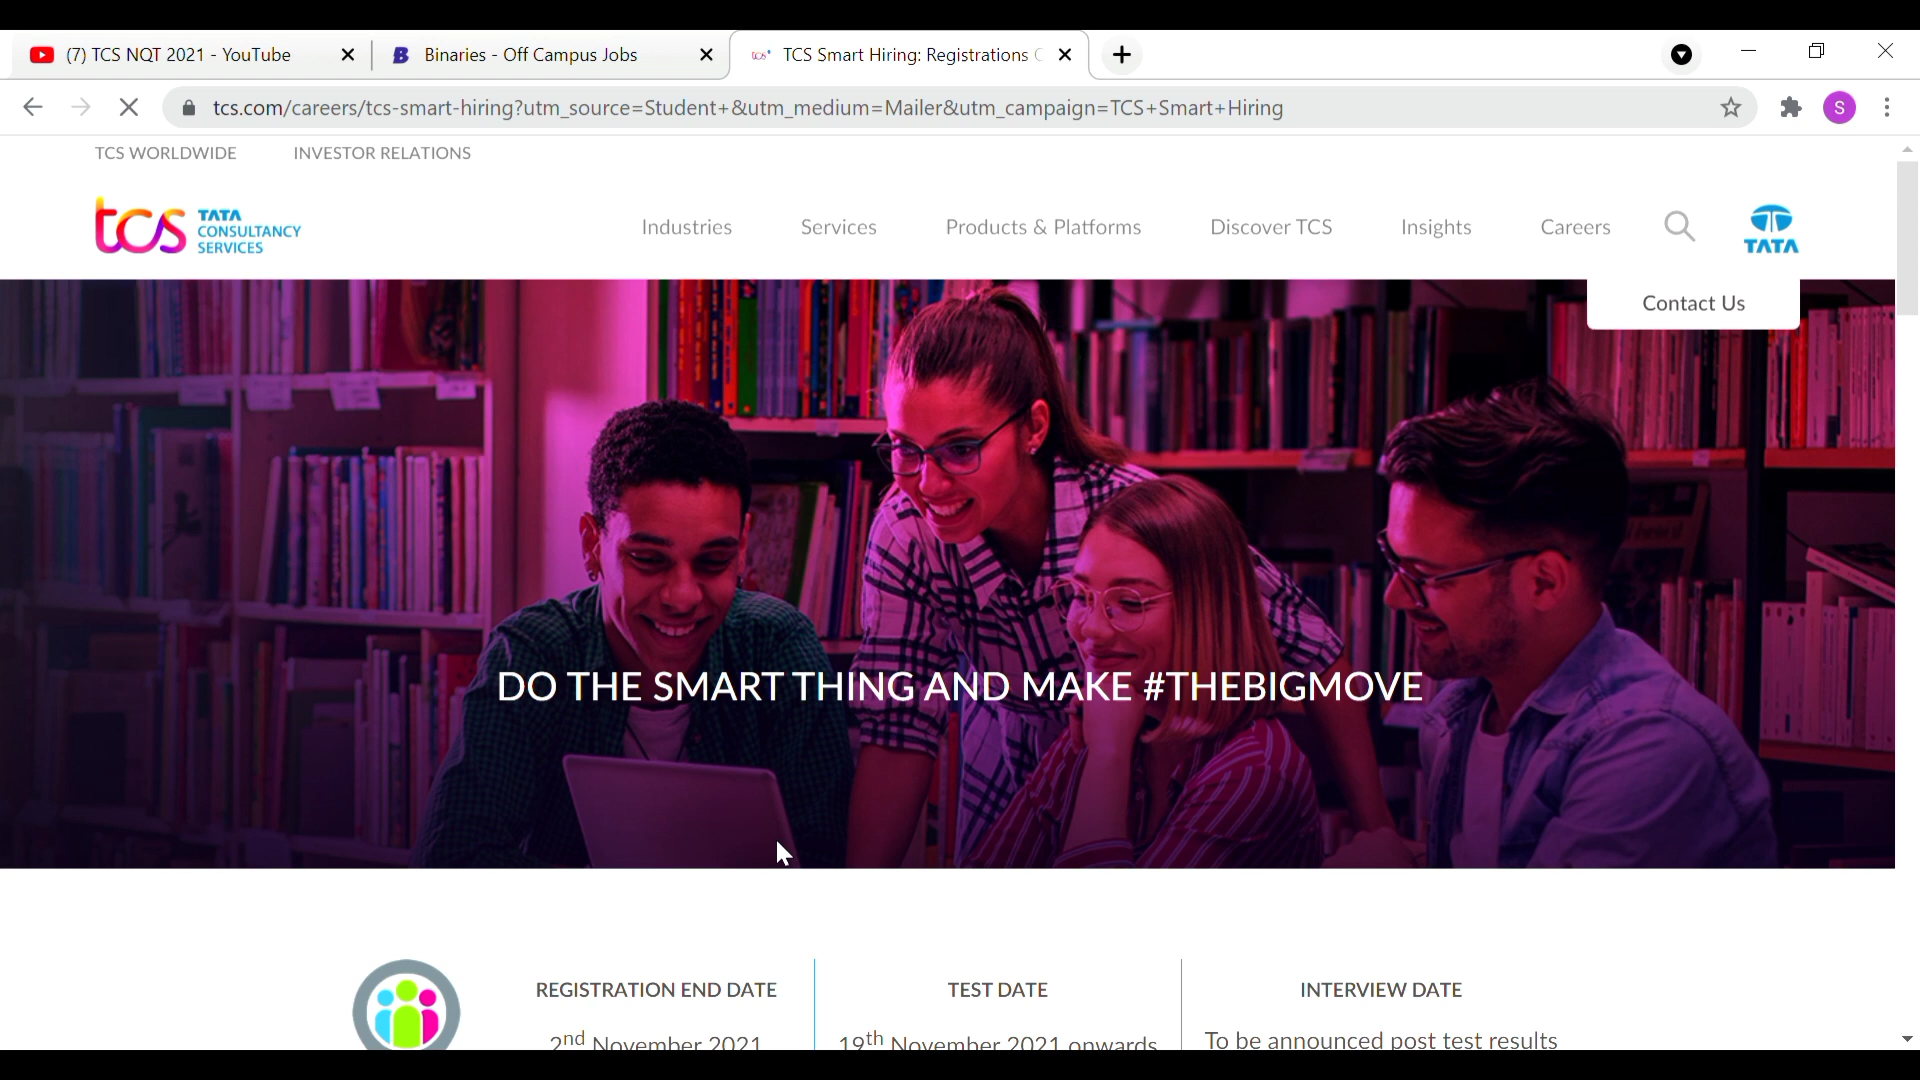 (7) TCS NQT 2021 - YouTube
Binaries - Off Campus Jobs
TCS Smart Hiring: Registrations
tcs.com/careers/tcs-smart-hiring?utm_source=Student+&utm_medium=Mailer&utm_campaign=TCS+Smart+Hiring
S
TCS WORLDWIDE INVESTOR RELATIONS
tcs TATA
CONSULTANCY
SERVICES
Industries Services Products & Platforms Discover TCS Insights Careers
TATA
Contact Us
DO THE SMART THING AND MAKE #THEBIGMOVE
REGISTRATION END DATE TEST DATE INTERVIEW DATE
2nd November 2021 19th November 2021 onwards To be announced post test results